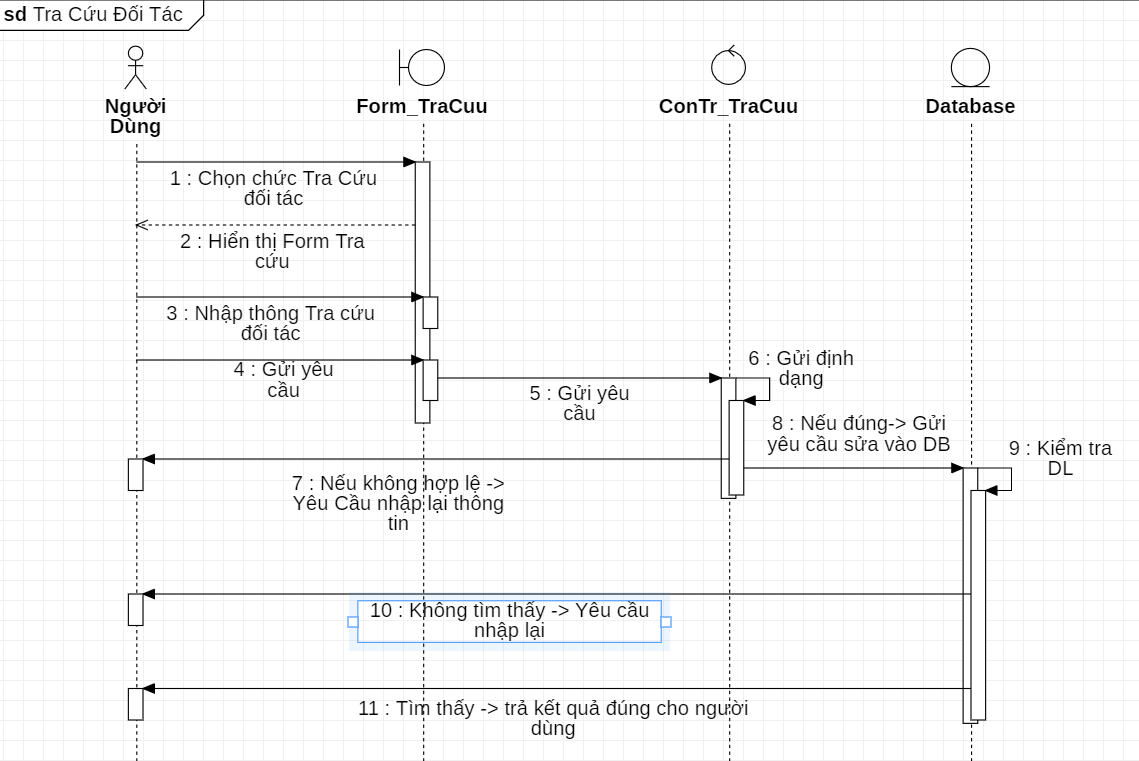 sd Tra Cứu Đối Tác
Người
Dùng
Form_TraCuu
ConTr_TraCuu
Database
1 : Chọn chức Tra Cứu
đối tác
2 : Hiển thị Form Tra
cứu
3 : Nhập thông Tra cứu
đối tác
4 : Gửi yêu
cầu
5 : Gửi yêu
cầu
6 : Gửi định
dạng
8 : Nếu đúng-> Gửi
yêu cầu sửa vào DB
9 : Kiểm tra
DL
7 : Nếu không hợp lệ ->
Yêu Cầu nhập lại thông
tin
10 : Không tìm thấy -> Yêu cầu
nhập lại
11 : Tìm thấy -> trả kết quả đúng cho người
dùng